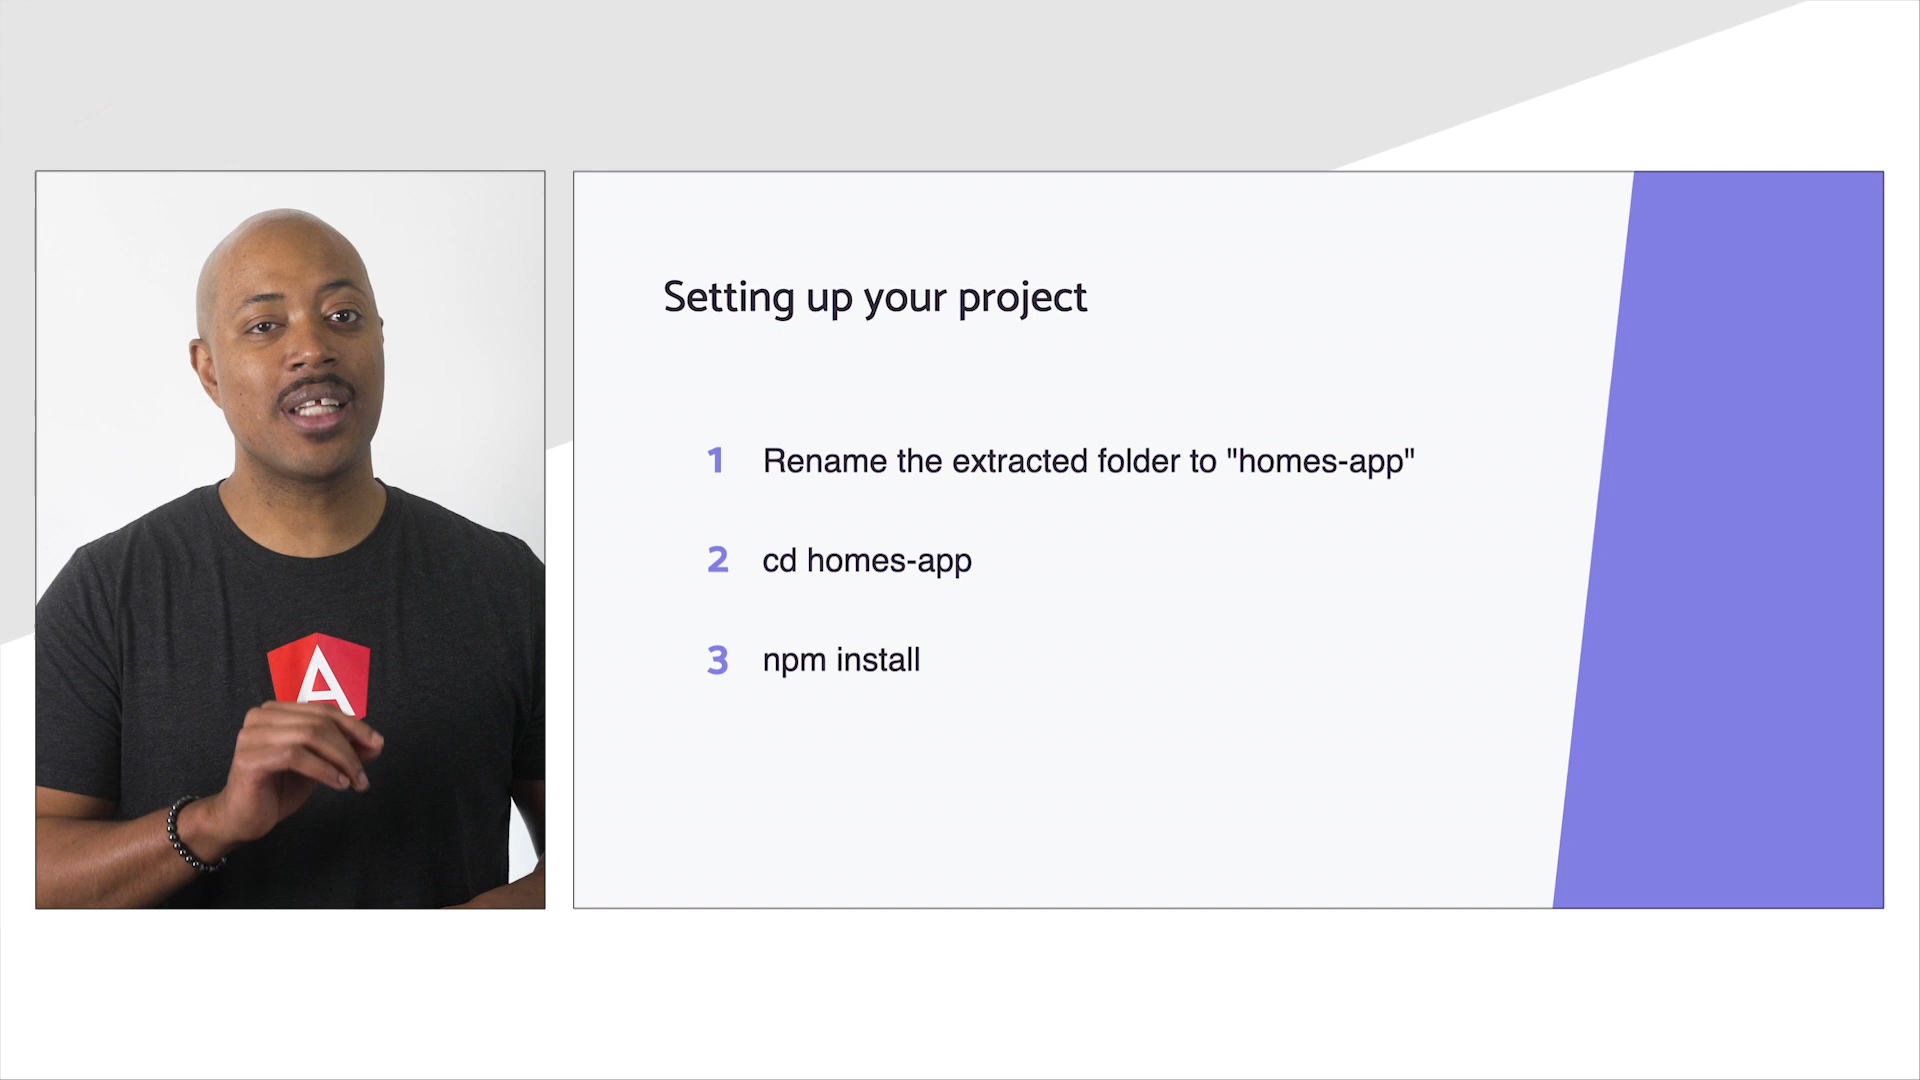 Setting up your project
1 Rename the extracted folder to "homes-app"
2 cd homes-app
3 npm install
A